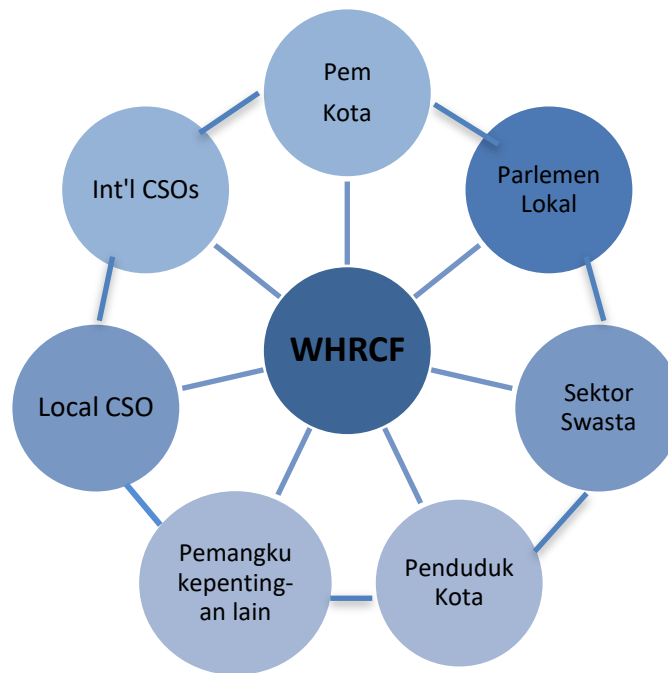 Pem
Kota
Parlemen
Lokal
Sektor
Swasta
Penduduk
Kota
Pemangku
kepenting-
an lain
Local CSO
Int'l CSOs
WHRCF